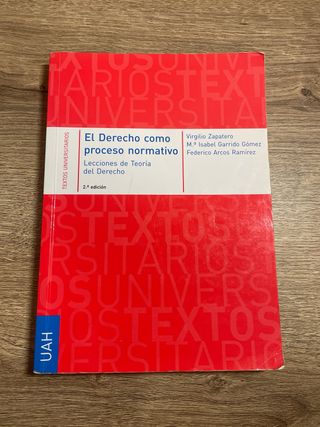 TEXTOS UNIVERSITARIOS
El Derecho como
proceso normativo
Lecciones de Teoría
del Derecho
2.ª edición
Virgilio Zapatero
M.ª Isabel Garrido Gómez
Federico Arcos Ramírez
UAH